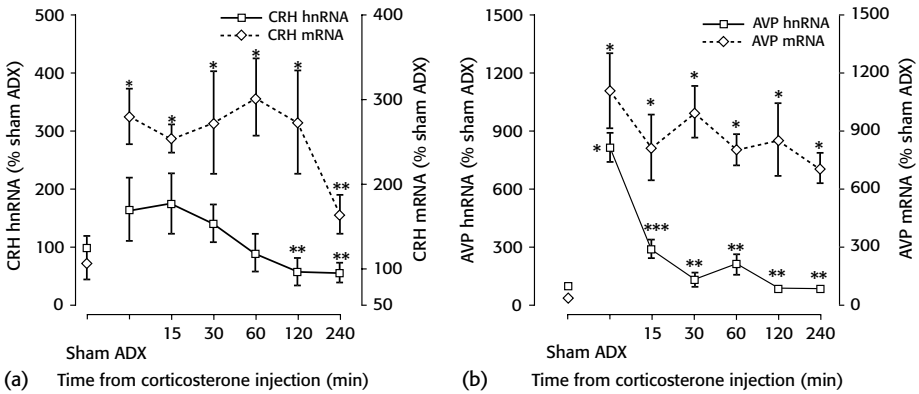 CRH hnRNA
CRH mRNA
500
400
300
200
100
0
CRH hnRNA (% sham ADX)
400
300
200
100
50
CRH mRNA (% sham ADX)
* * * * * **
** **
15 30 60 120 240
Sham ADX
(a) Time from corticosterone injection (min)
AVP hnRNA
AVP mRNA
1500
1200
900
600
300
0
AVP hnRNA (% sham ADX)
1500
1200
900
600
300
0
AVP mRNA (% sham ADX)
* * * * * *
* *** ** ** ** **
15 30 60 120 240
Sham ADX
(b) Time from corticosterone injection (min)